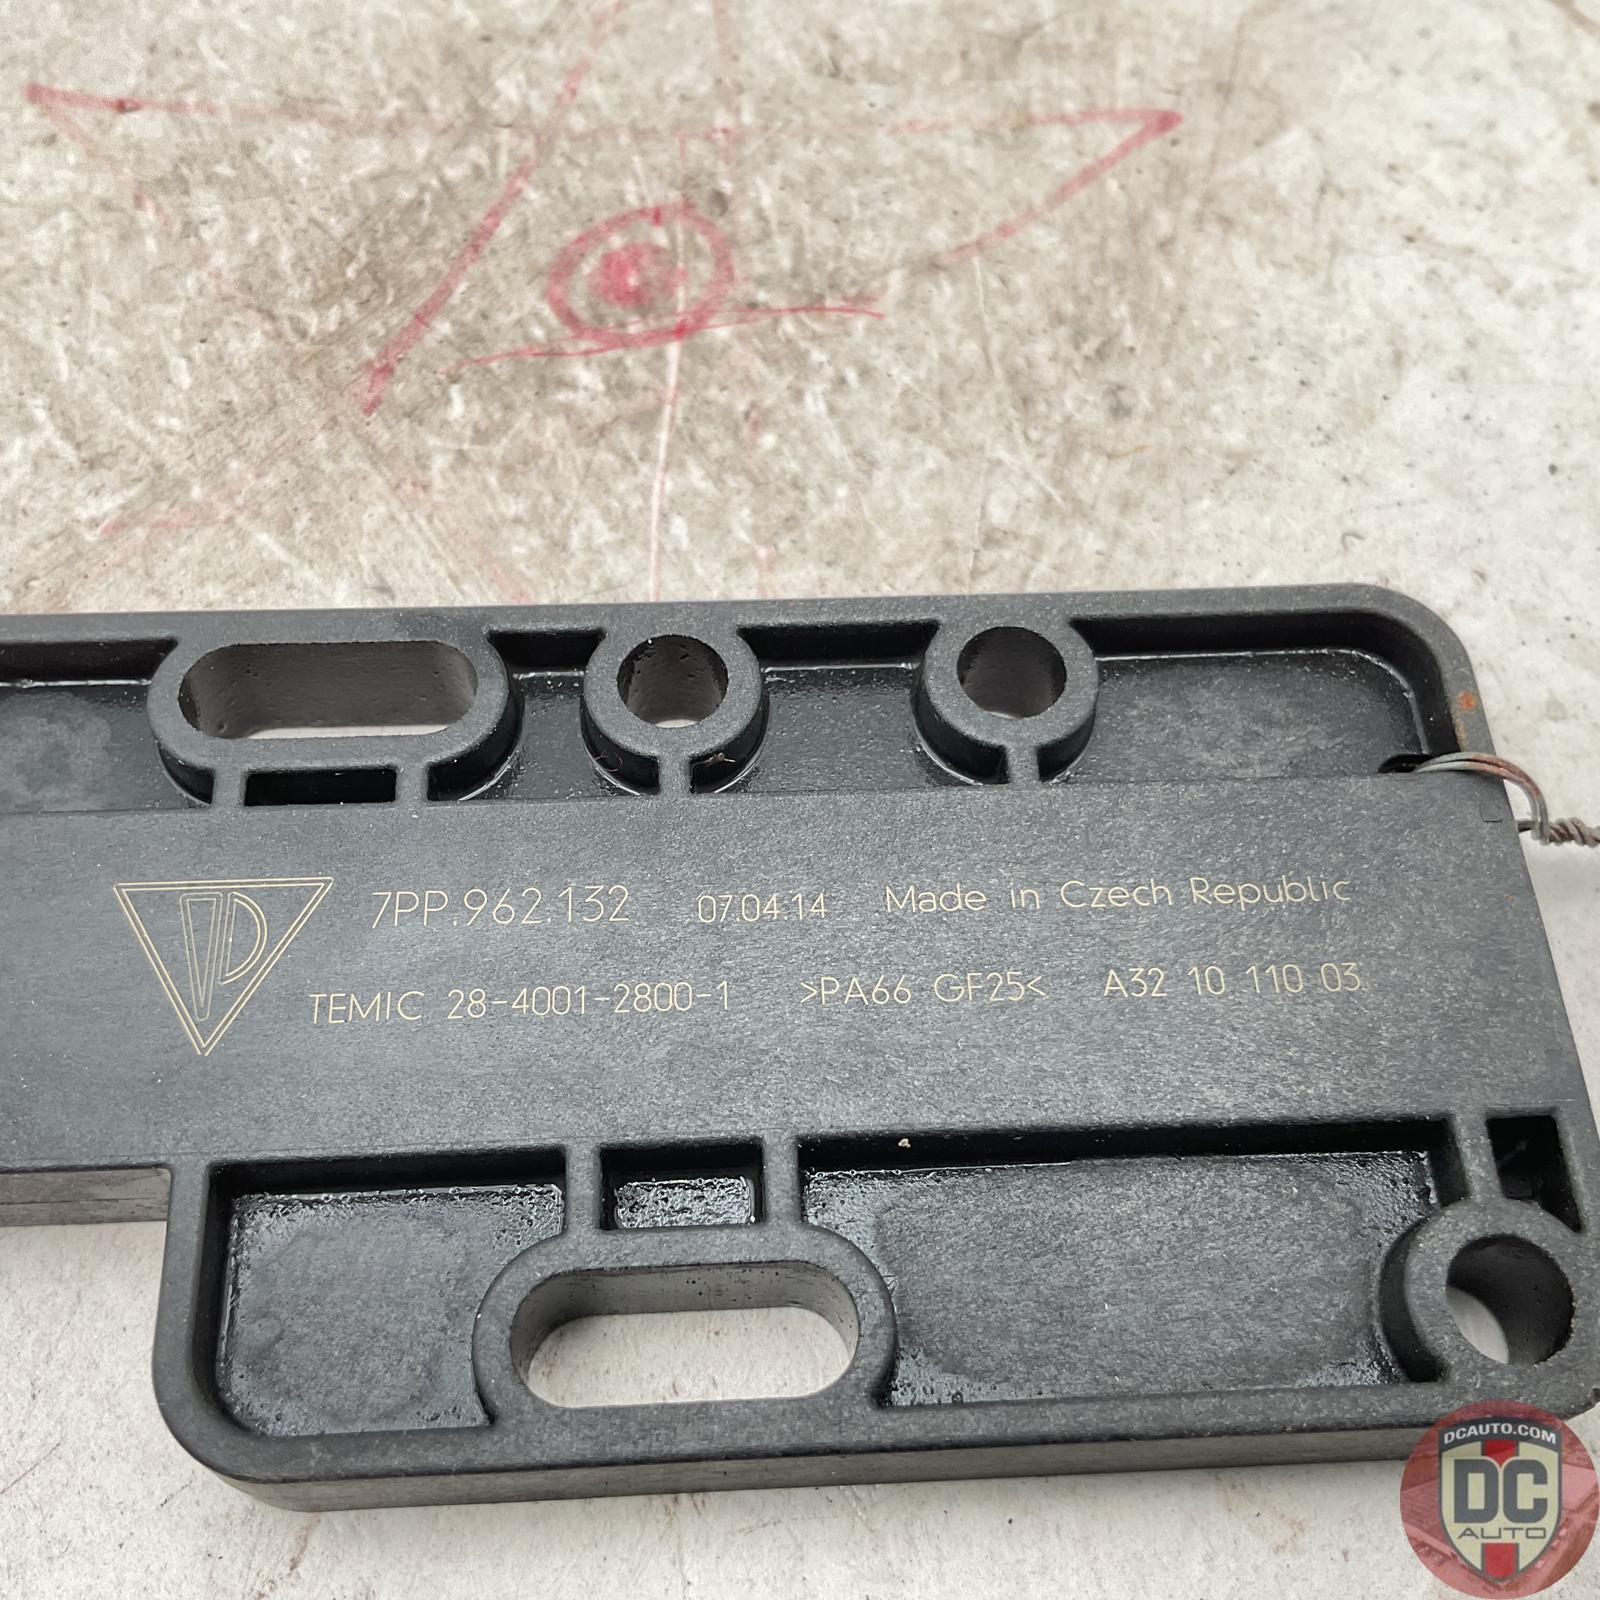 7PP.962.132 07.04.14 Made in Czech Republic
TEMIC 28-4001-2800-1 >PA66 GF25< A32 10 110 03
DCAUTO.COM
DC
AUTO